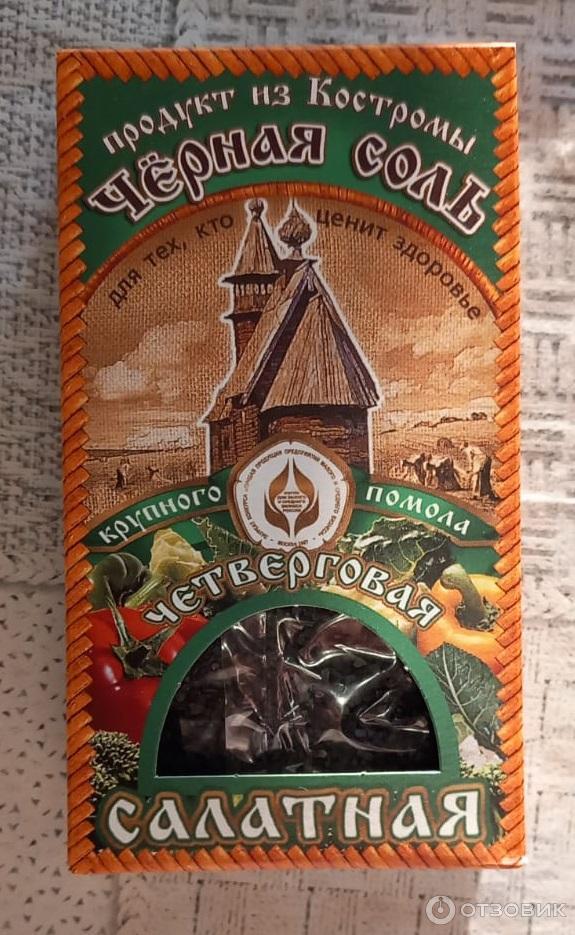 продукт из Костромы
Чёрная соль
для тех, кто ценит здоровье
крупного помола
четверговая
салатная
ОТЗОВИК